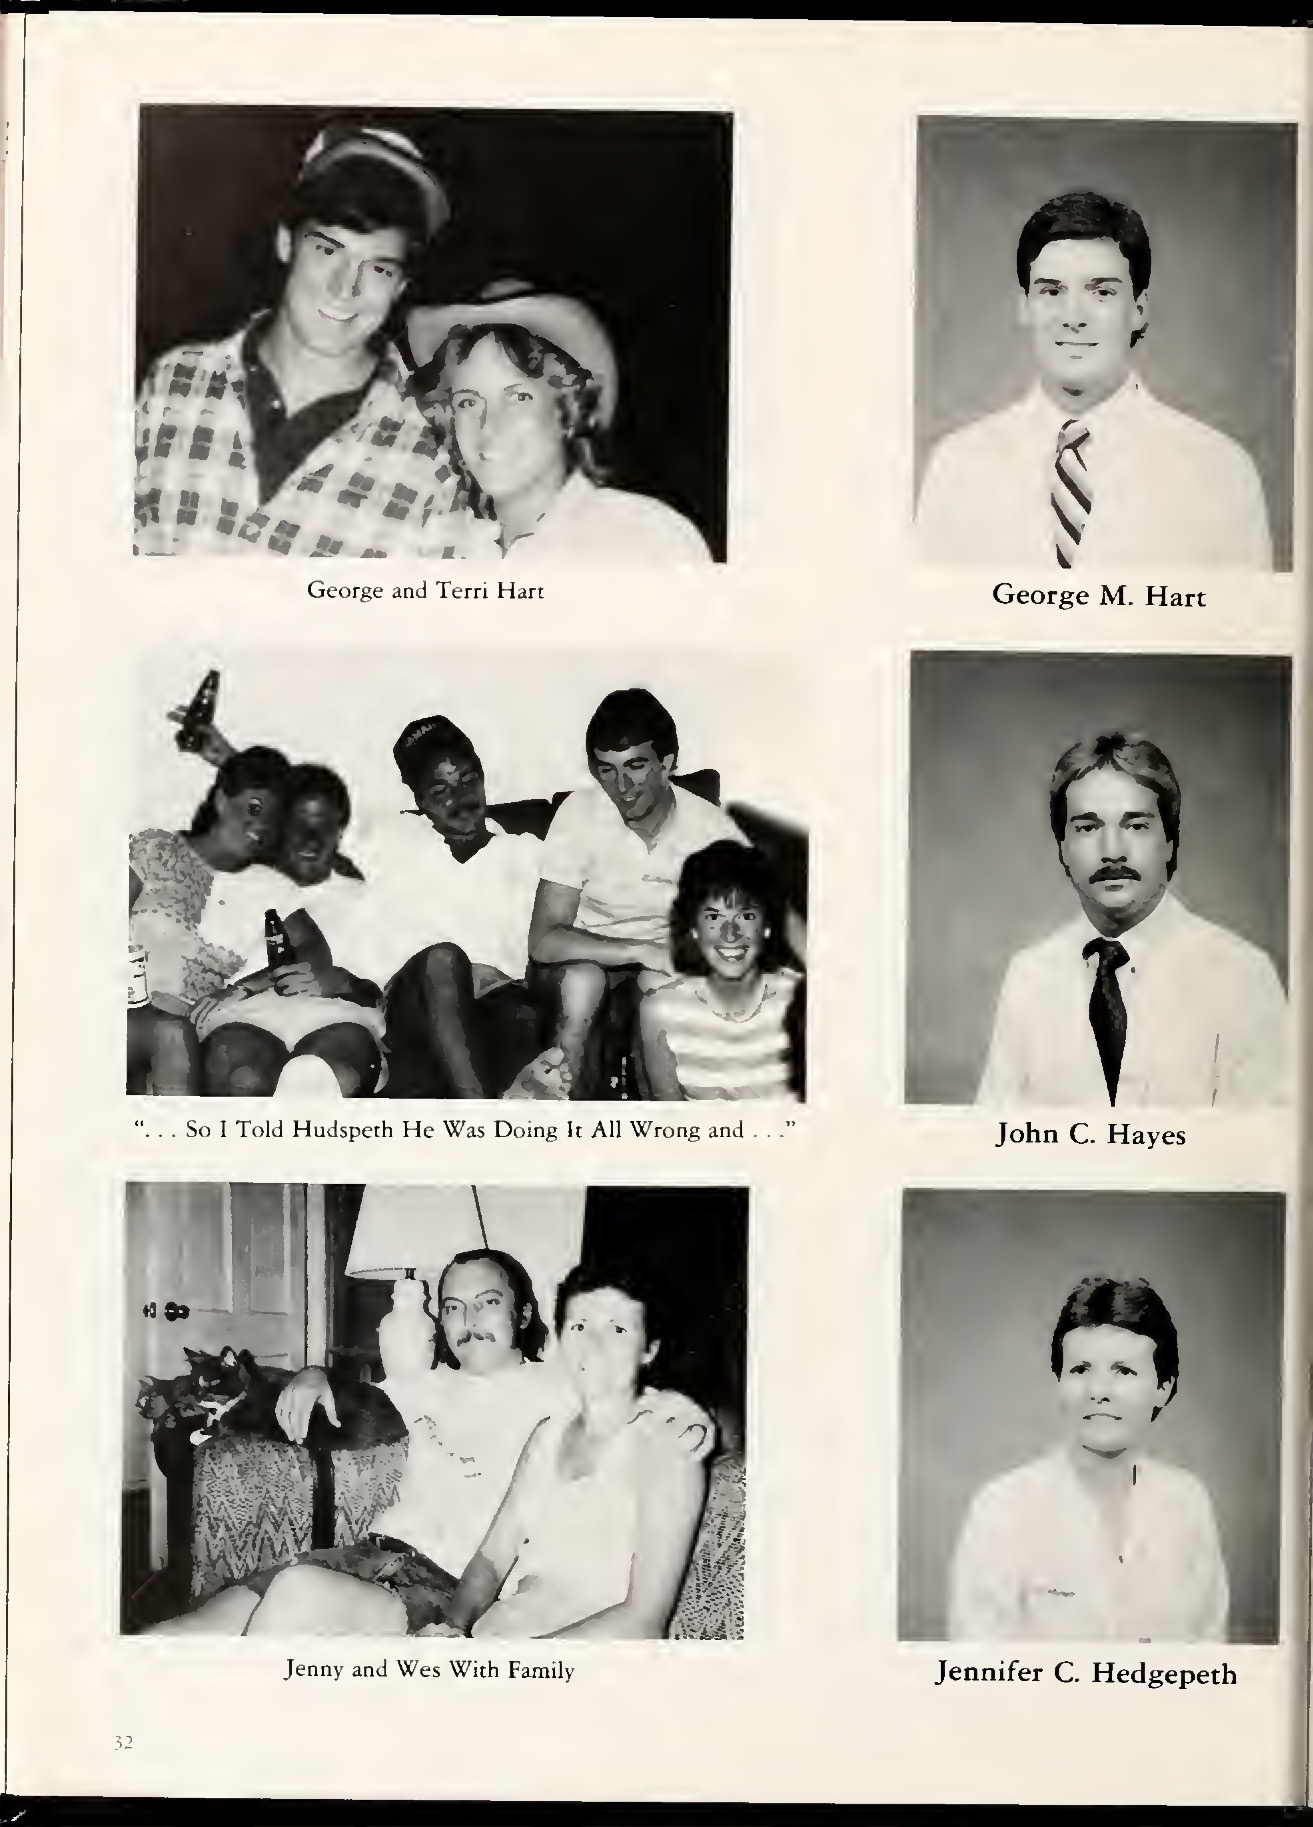 George and Terri Hart
George M. Hart
". . . So I Told Hudspeth He Was Doing It All Wrong and . . ."
John C. Hayes
Jenny and Wes With Family
Jennifer C. Hedgepeth
32